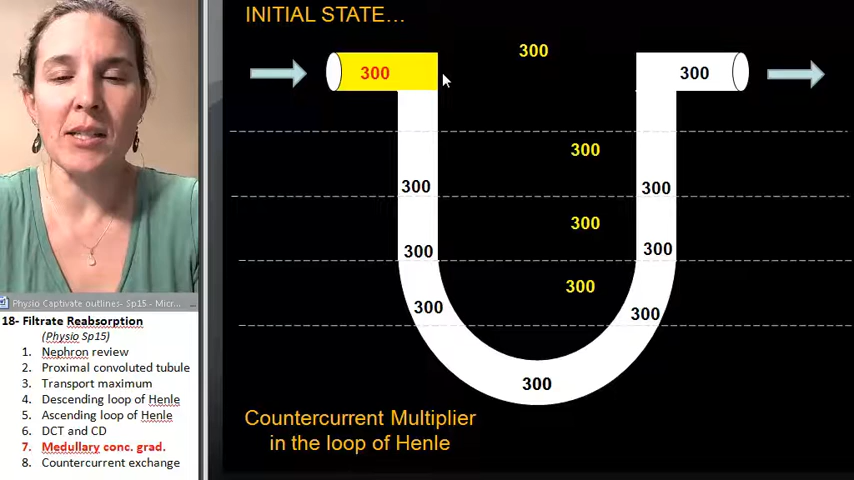 INITIAL STATE…
300
300
300
300
300
300
300
300
300
300
300
300
300
300
Countercurrent Multiplier
in the loop of Henle
Physio Captivate outlines- Sp15 - Micr...
18- Filtrate Reabsorption
(Physio Sp15)
1. Nephron review
2. Proximal convoluted tubule
3. Transport maximum
4. Descending loop of Henle
5. Ascending loop of Henle
6. DCT and CD
7. Medullary conc. grad.
8. Countercurrent exchange